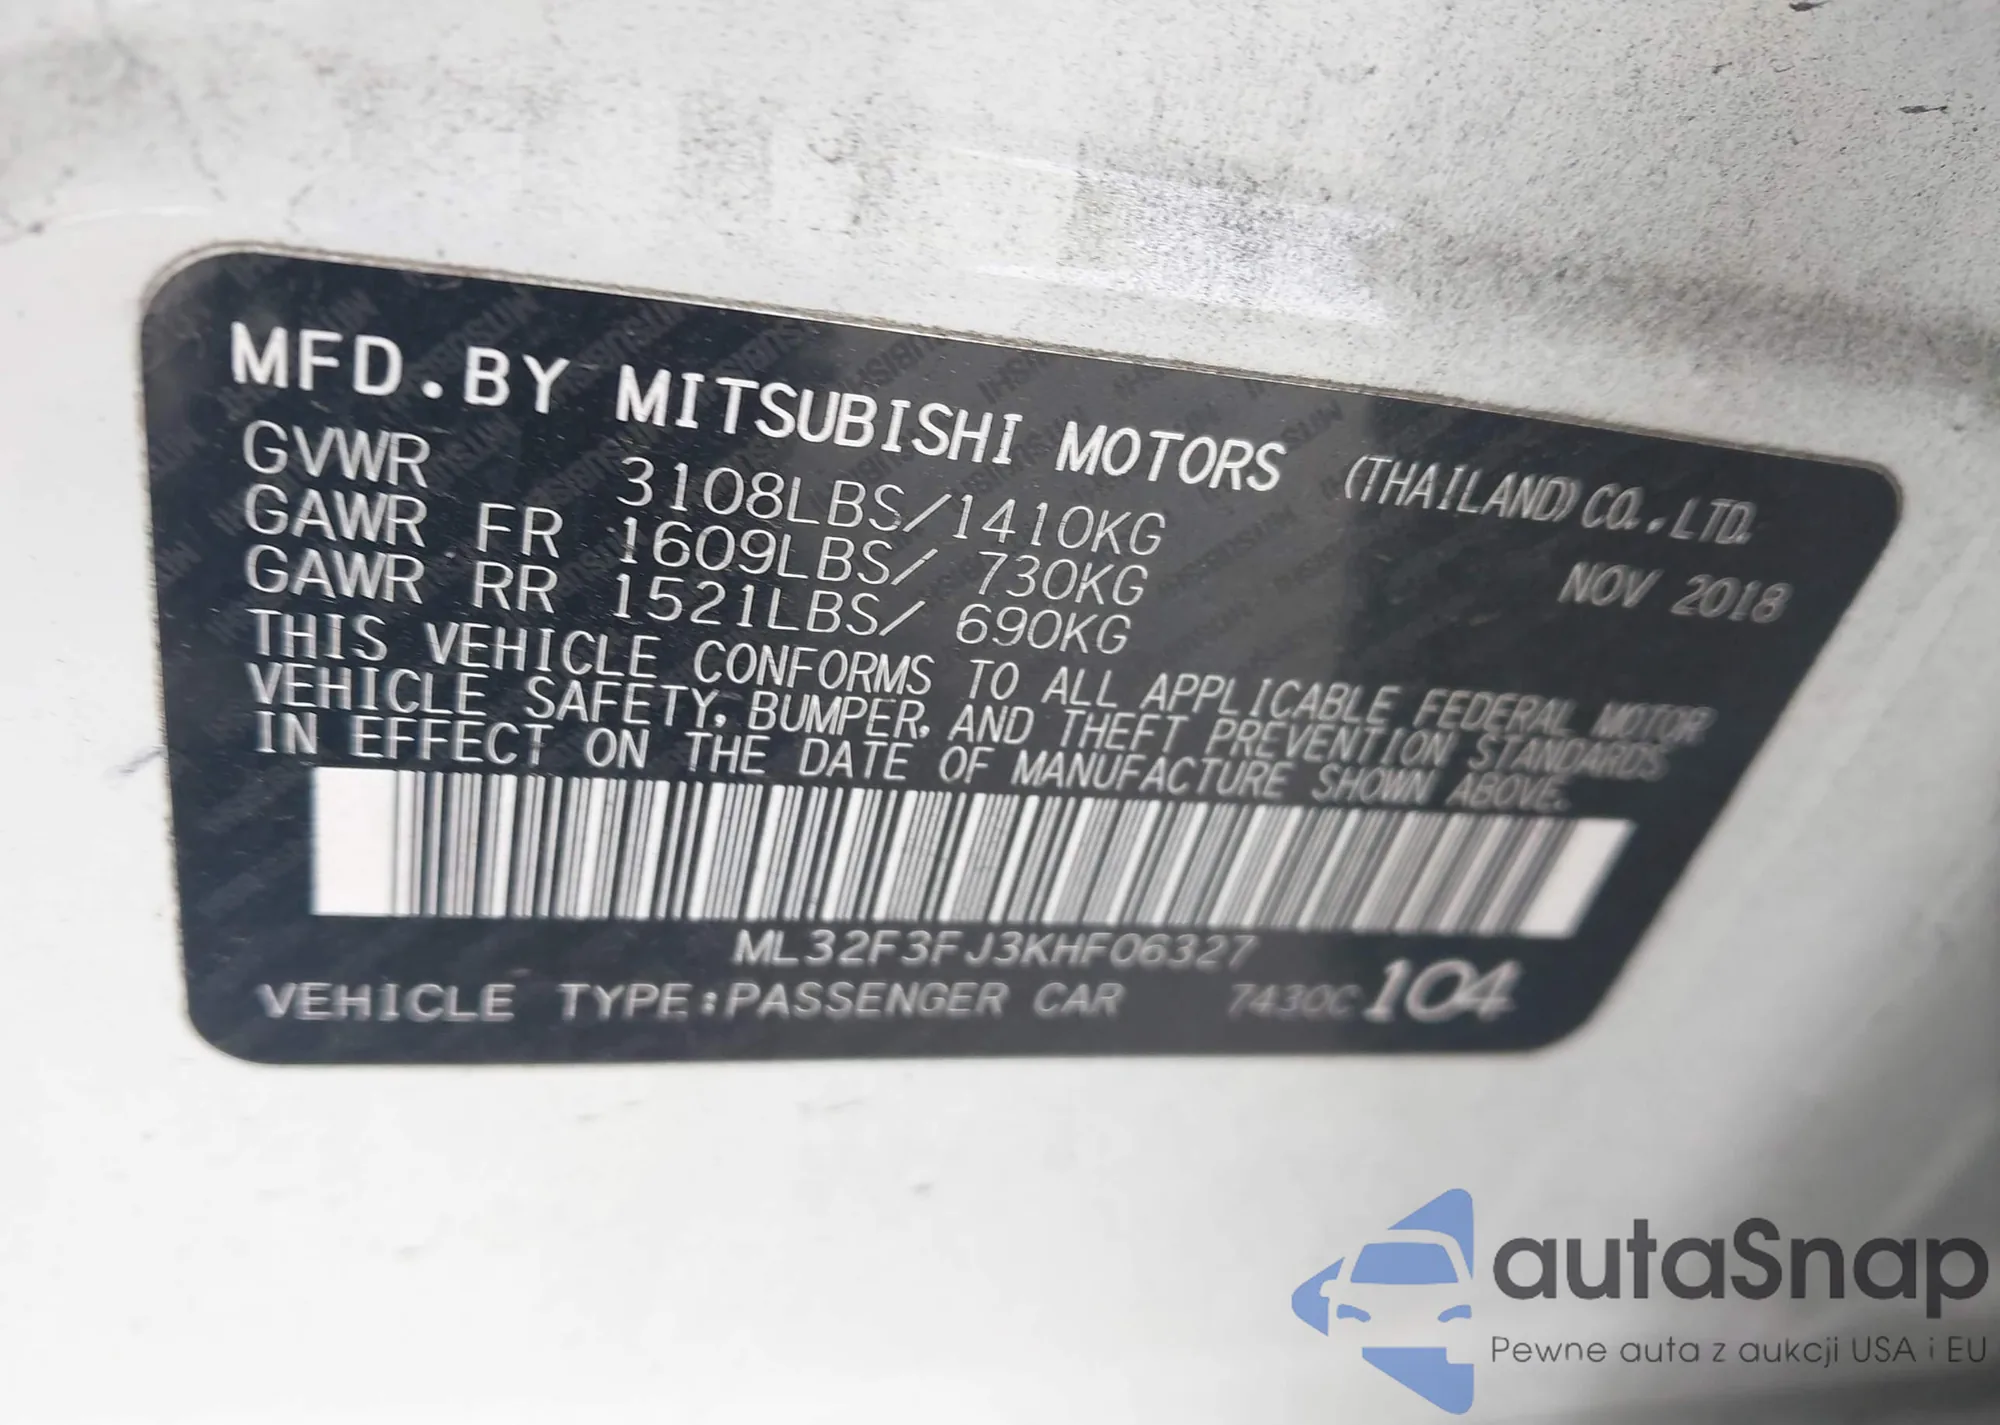 MFD.BY MITSUBISHI MOTORS (THAILAND) CO.,LTD.
GVWR 3108LBS/1410KG NOV 2018
GAWR FR 1609LBS/ 730KG
GAWR RR 1521LBS/ 690KG
THIS VEHICLE CONFORMS TO ALL APPLICABLE FEDERAL MOTOR
VEHICLE SAFETY, BUMPER, AND THEFT PREVENTION STANDARDS
IN EFFECT ON THE DATE OF MANUFACTURE SHOWN ABOVE.
ML32F3FJ3KHF06327
VEHICLE TYPE:PASSENGER CAR 7430C 104
autaSnap
Pewne auta z aukcji USA i EU